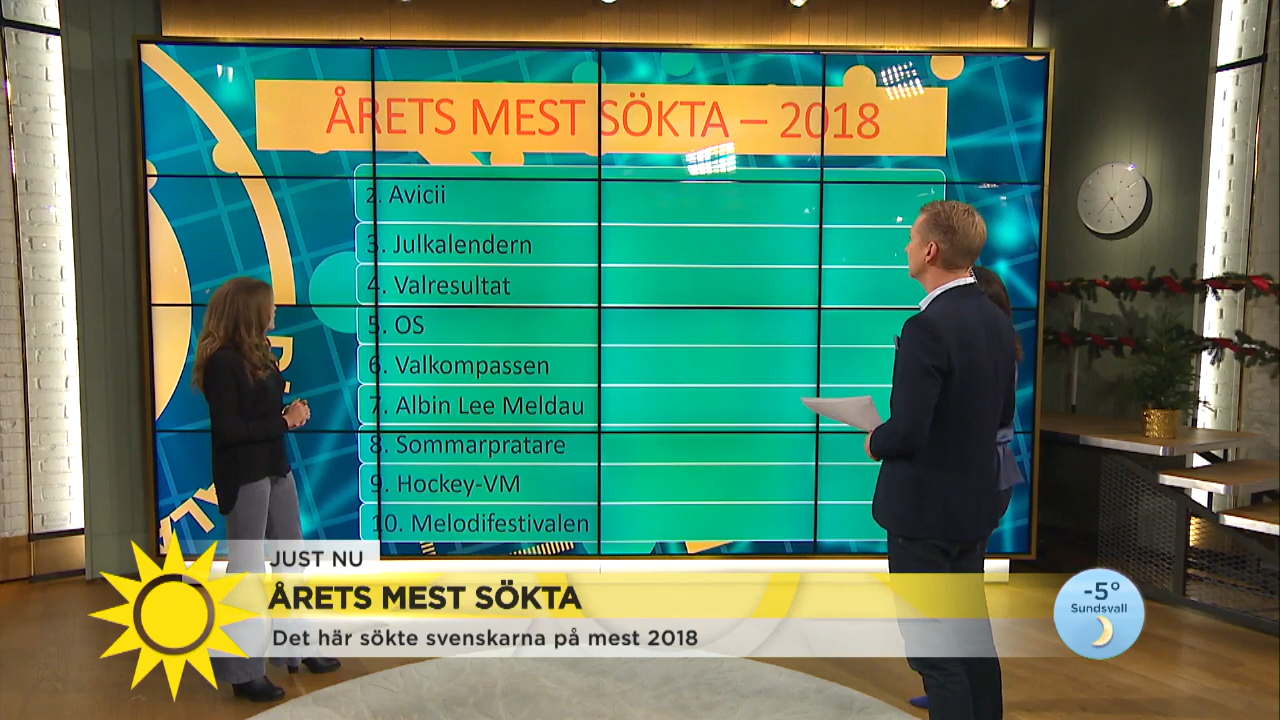 ÅRETS MEST SÖKTA – 2018
2. Avicii
3. Julkalendern
4. Valresultat
5. OS
6. Valkompassen
7. Albin Lee Meldau
8. Sommarpratare
9. Hockey-VM
10. Melodifestivalen
JUST NU
ÅRETS MEST SÖKTA
Det här sökte svenskarna på mest 2018
-5°
Sundsvall